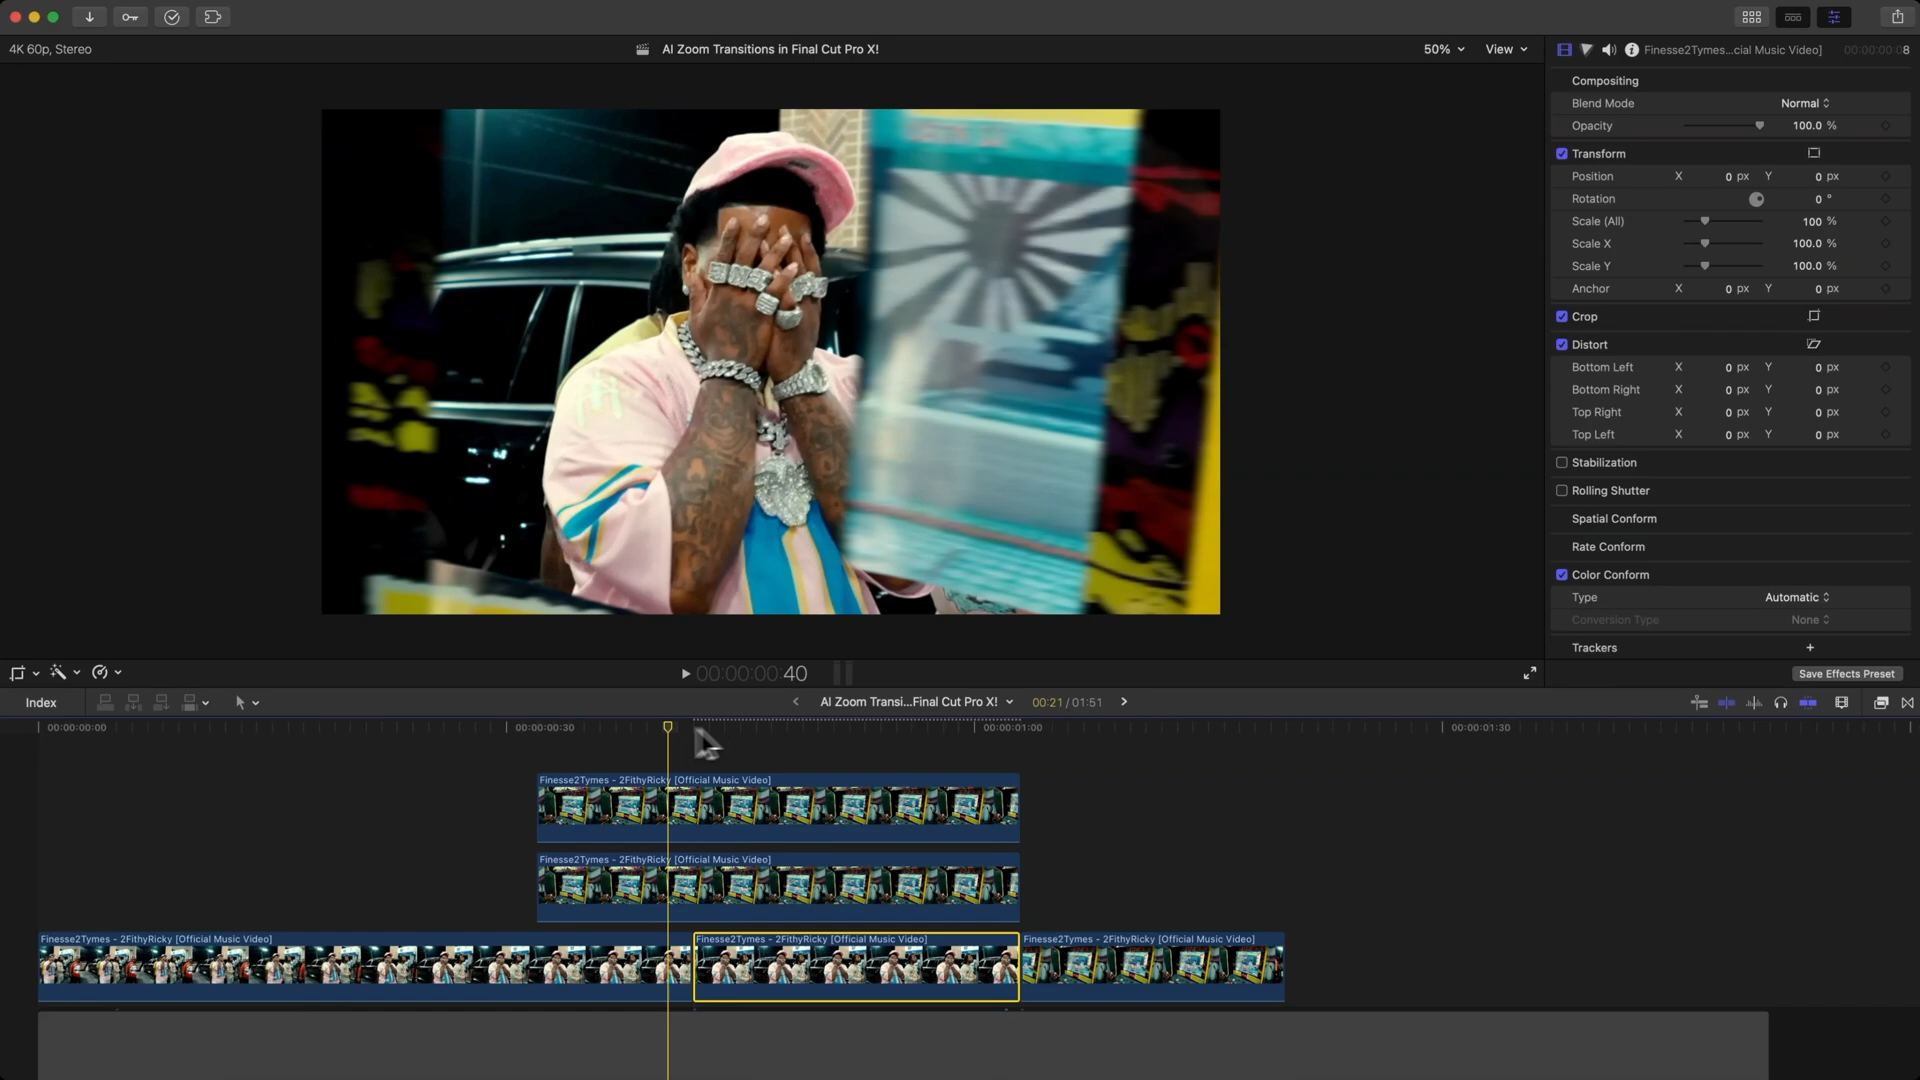 4K 60p, Stereo
AI Zoom Transitions in Final Cut Pro X!
50%
View
Finesse2Tymes...cial Music Video]
00:00:00:08
Compositing
Blend Mode
Normal
Opacity
100.0 %
Transform
Position X 0 px Y 0 px
Rotation 0 °
Scale (All) 100 %
Scale X 100.0 %
Scale Y 100.0 %
Anchor X 0 px Y 0 px
Crop
Distort
Bottom Left X 0 px Y 0 px
Bottom Right X 0 px Y 0 px
Top Right X 0 px Y 0 px
Top Left X 0 px Y 0 px
Stabilization
Rolling Shutter
Spatial Conform
Rate Conform
Color Conform
Type Automatic
Conversion Type None
Trackers +
00:00:00:40
Save Effects Preset
Index
AI Zoom Transi...Final Cut Pro X!
00:21 / 01:51
00:00:00:00
00:00:00:30
00:00:01:00
00:00:01:30
Finesse2Tymes - 2FithyRicky [Official Music Video]
Finesse2Tymes - 2FithyRicky [Official Music Video]
Finesse2Tymes - 2FithyRicky [Official Music Video]
Finesse2Tymes - 2FithyRicky [Official Music Video]
Finesse2Tymes - 2FithyRicky [Official Music Video]